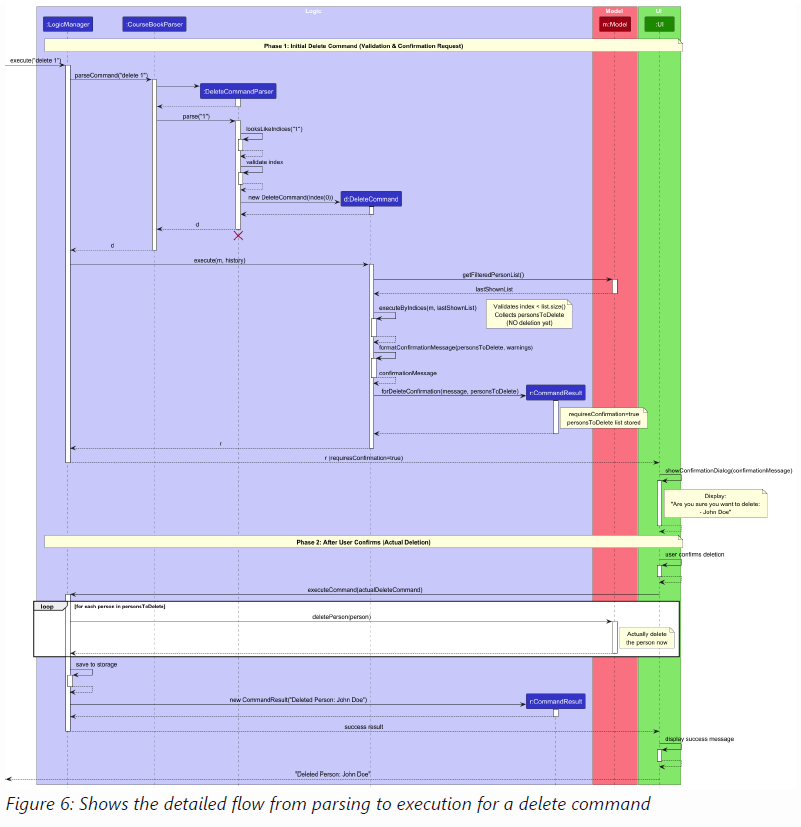 Logic
Model
UI
:LogicManager
:CourseBookParser
m:Model
:UI
Phase 1: Initial Delete Command (Validation & Confirmation Request)
execute("delete 1")
parseCommand("delete 1")
:DeleteCommandParser
parse("1")
looksLikeIndices("1")
validate index
new DeleteCommand(Index(0))
d:DeleteCommand
d
d
execute(m, history)
getFilteredPersonList()
lastShownList
executeByIndices(m, lastShownList)
Validates index < list.size()
Collects personsToDelete
(NO deletion yet)
formatConfirmationMessage(personsToDelete, warnings)
confirmationMessage
forDeleteConfirmation(message, personsToDelete)
r:CommandResult
requiresConfirmation=true
personsToDelete list stored
r
r (requiresConfirmation=true)
showConfirmationDialog(confirmationMessage)
Display:
"Are you sure you want to delete:
- John Doe"
Phase 2: After User Confirms (Actual Deletion)
user confirms deletion
executeCommand(actualDeleteCommand)
loop
[for each person in personsToDelete]
deletePerson(person)
Actually delete
the person now
save to storage
new CommandResult("Deleted Person: John Doe")
r:CommandResult
success result
display success message
"Deleted Person: John Doe"
Figure 6: Shows the detailed flow from parsing to execution for a delete command